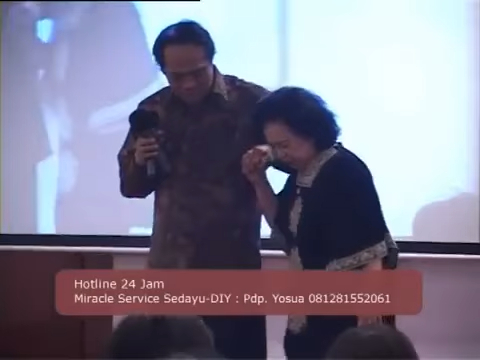 Hotline 24 Jam
Miracle Service Sedayu-DIY : Pdp. Yosua 081281552061